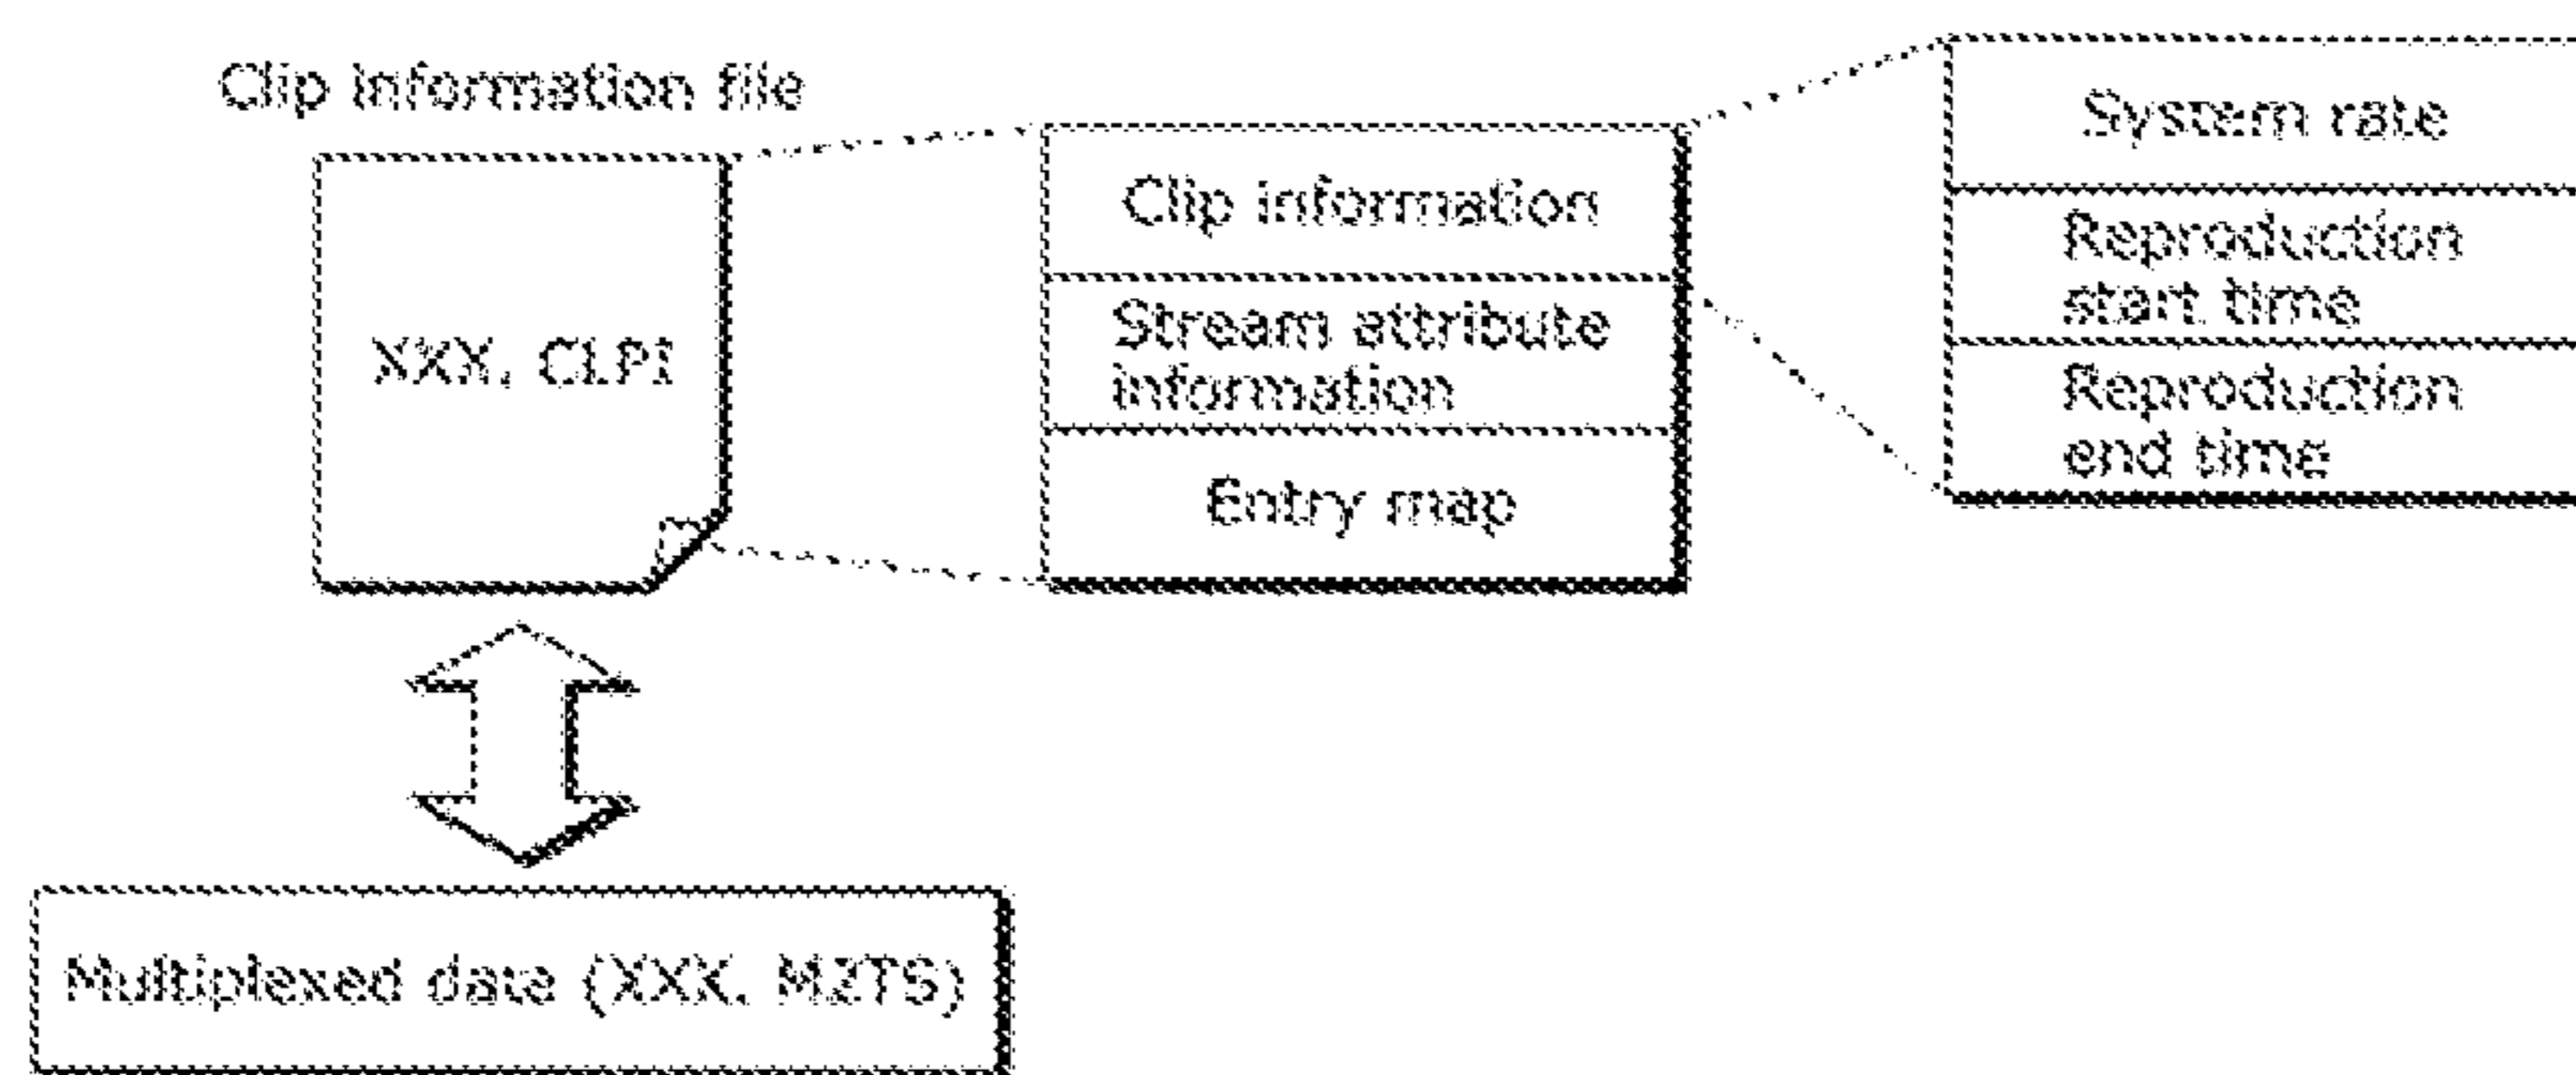 Clip information file
XXX, CLPI
Clip information
Stream attribute
information
Entry map
System rate
Reproduction
start time
Reproduction
end time
Multiplexed data (XXX, M2TS)